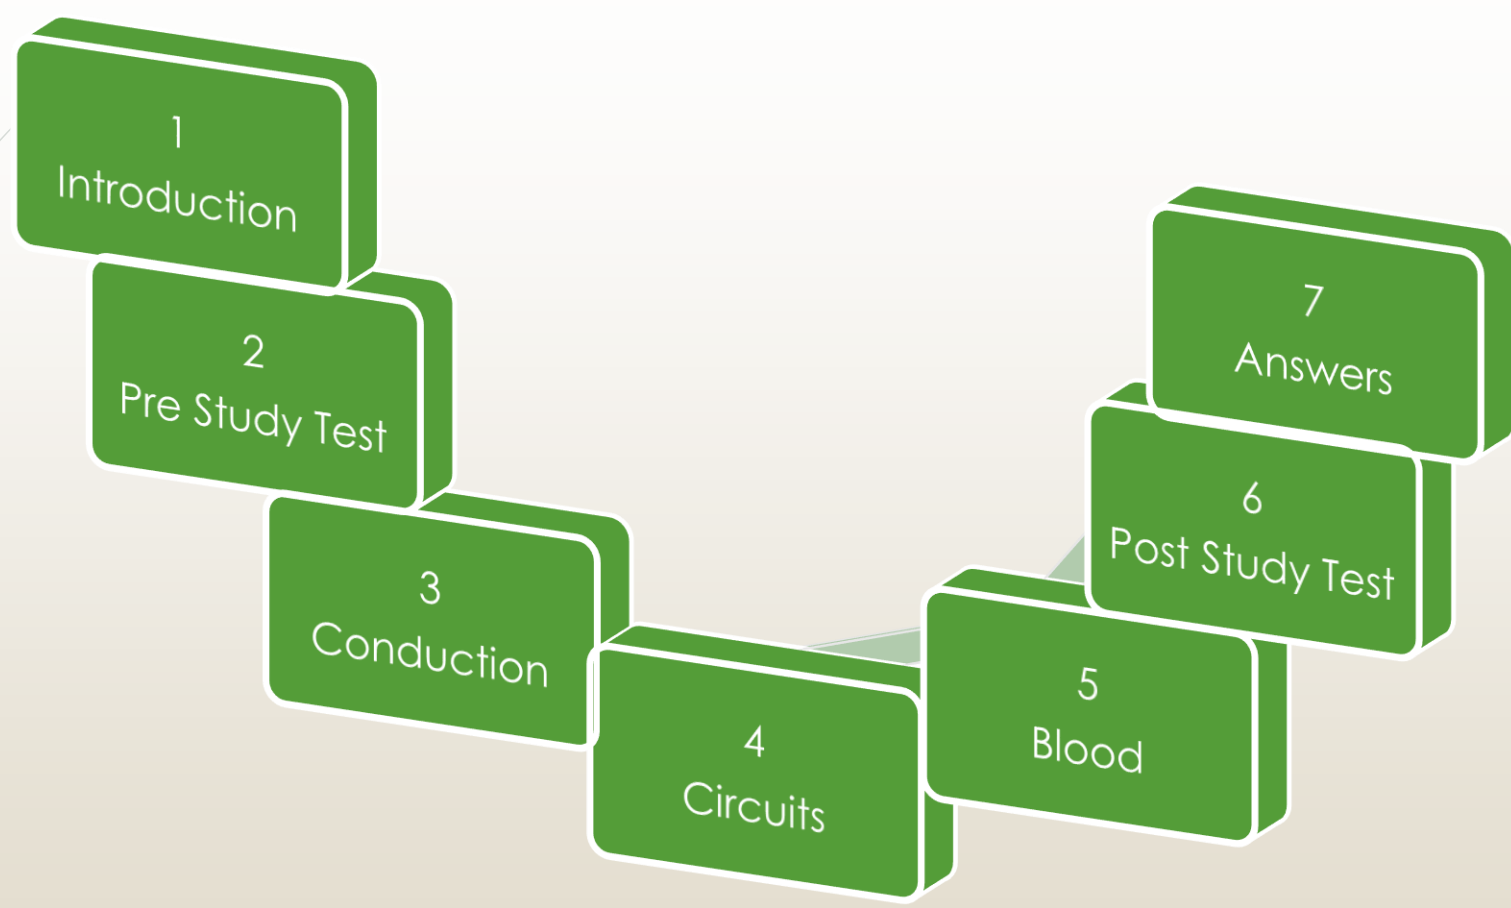 1
Introduction
2
Pre Study Test
3
Conduction
4
Circuits
5
Blood
6
Post Study Test
7
Answers